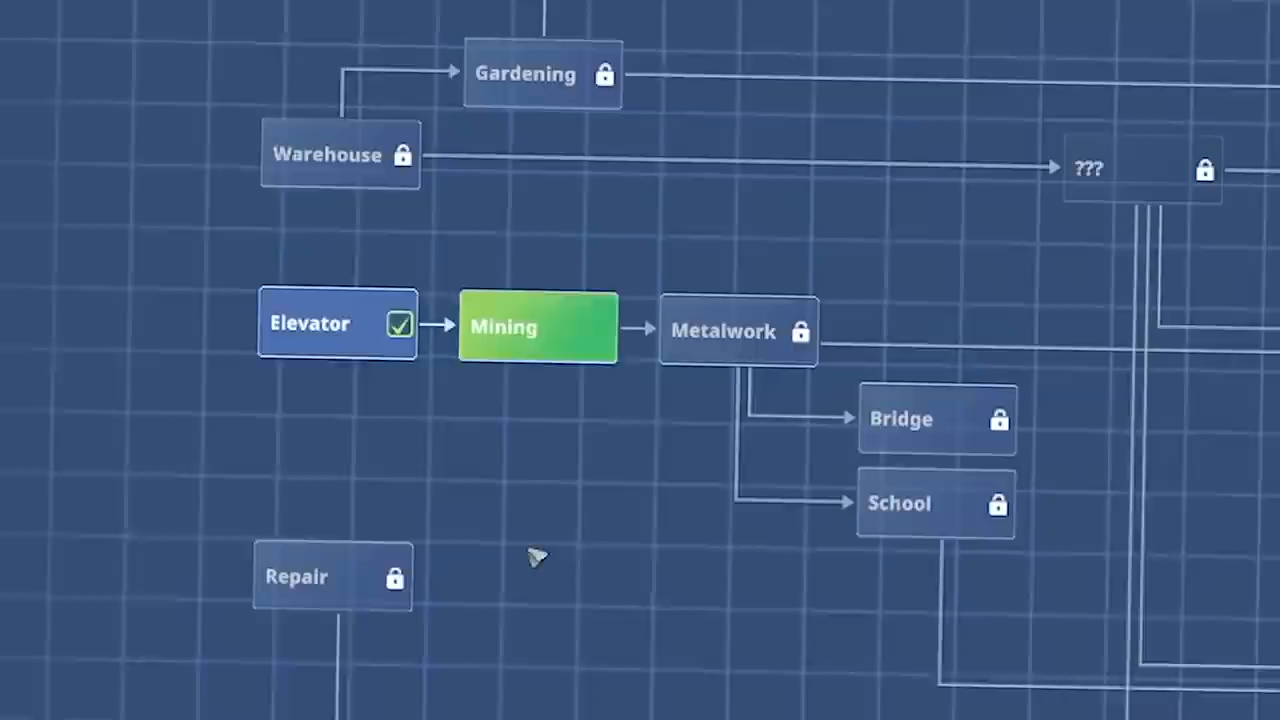 Gardening
Warehouse
???
Elevator
Mining
Metalwork
Bridge
School
Repair